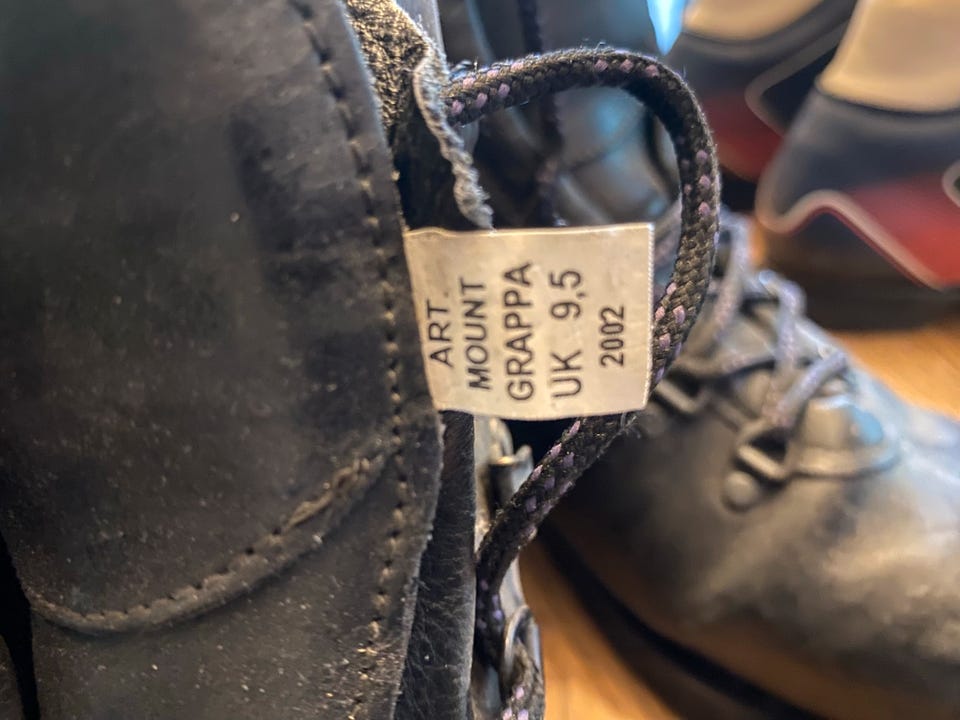 ART.
MOUNT
GRAPPA
UK 9,5
2002